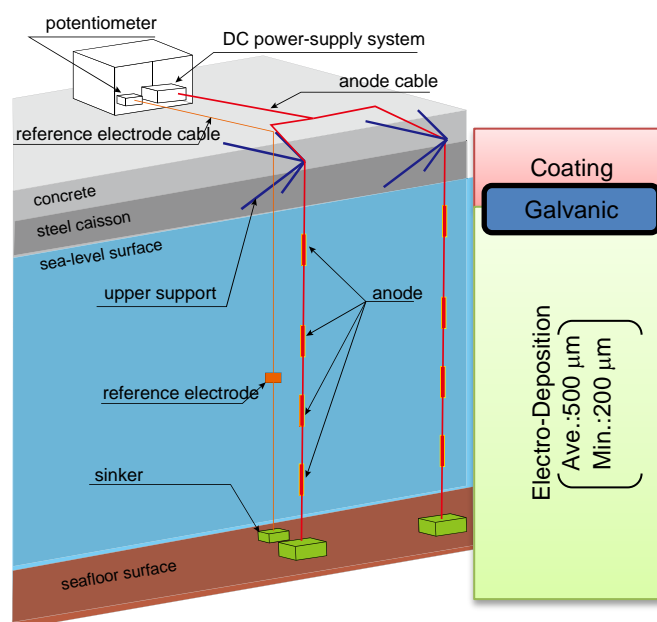 potentiometer
DC power-supply system
anode cable
reference electrode cable
concrete
steel caisson
sea-level surface
upper support
anode
reference electrode
sinker
seafloor surface
Coating
Galvanic
Electro-Deposition
Ave.:500 μm
Min.:200 μm